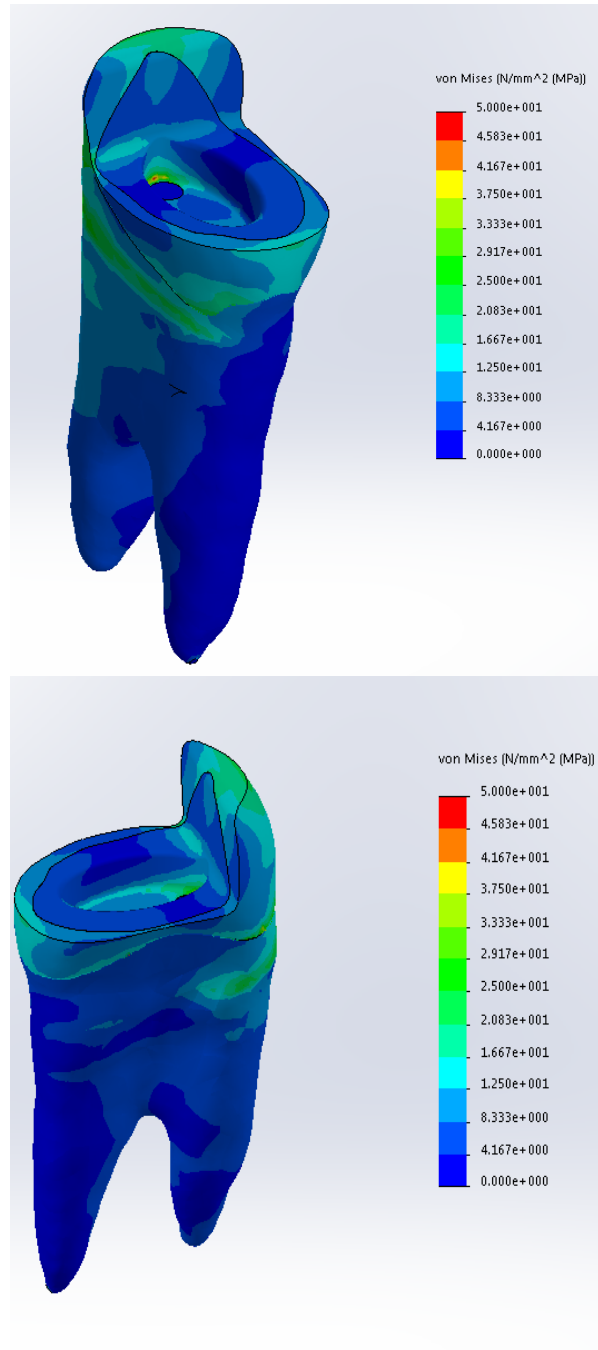 von Mises (N/mm^2 (MPa))
5.000e+001
4.583e+001
4.167e+001
3.750e+001
3.333e+001
2.917e+001
2.500e+001
2.083e+001
1.667e+001
1.250e+001
8.333e+000
4.167e+000
0.000e+000
von Mises (N/mm^2 (MPa))
5.000e+001
4.583e+001
4.167e+001
3.750e+001
3.333e+001
2.917e+001
2.500e+001
2.083e+001
1.667e+001
1.250e+001
8.333e+000
4.167e+000
0.000e+000